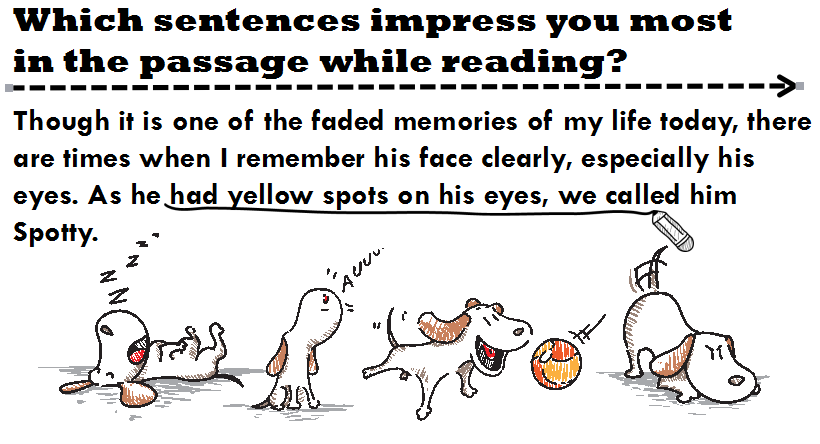 Which sentences impress you most
in the passage while reading?
Though it is one of the faded memories of my life today, there
are times when I remember his face clearly, especially his
eyes. As he had yellow spots on his eyes, we called him
Spotty.
z z z z z
AUUU